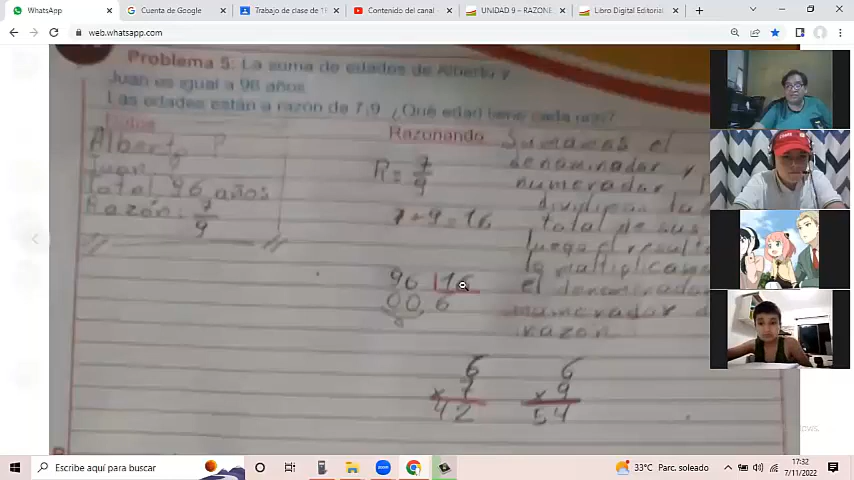 WhatsApp
Cuenta de Google
Trabajo de clase de 1E
Contenido del canal
UNIDAD 9 – RAZONE
Libro Digital Editorial
web.whatsapp.com
Problema 5: La suma de edades de Alberto y
Juan es igual a 96 años
Las edades están a razón de 7,9 ¿Qué edad tiene cada uno?
Datos
Alberto ?
Juan
Total 96 años
Razón: 7/9
Razonando
R = 7/9
7+9=16
96 16
00 6
6
x 7
42
6
x 9
54
Sumamos el
denominador y
numerador
dividimos la
total de sus
luego el result
lo multiplicamos
el denominador
numerador d
razón
Escribe aquí para buscar
33°C Parc. soleado
17:32
7/11/2022